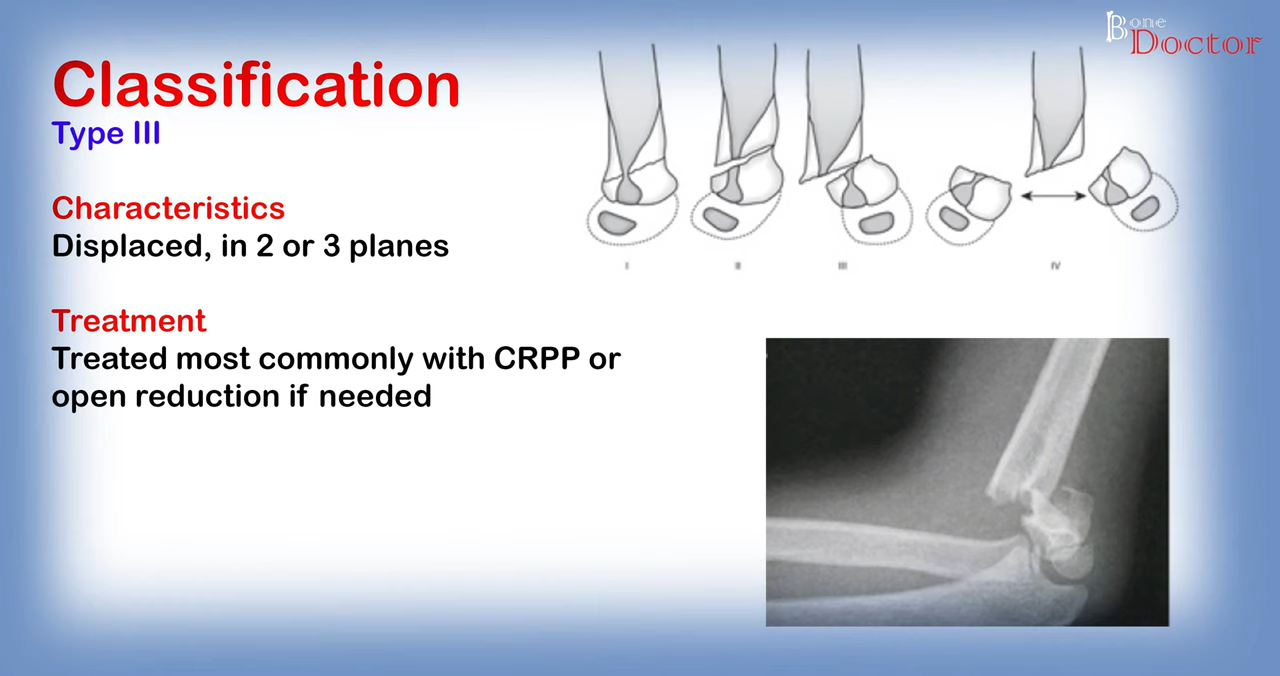 Bone
Doctor
Classification
Type III
Characteristics
Displaced, in 2 or 3 planes
Treatment
Treated most commonly with CRPP or
open reduction if needed
I II III IV